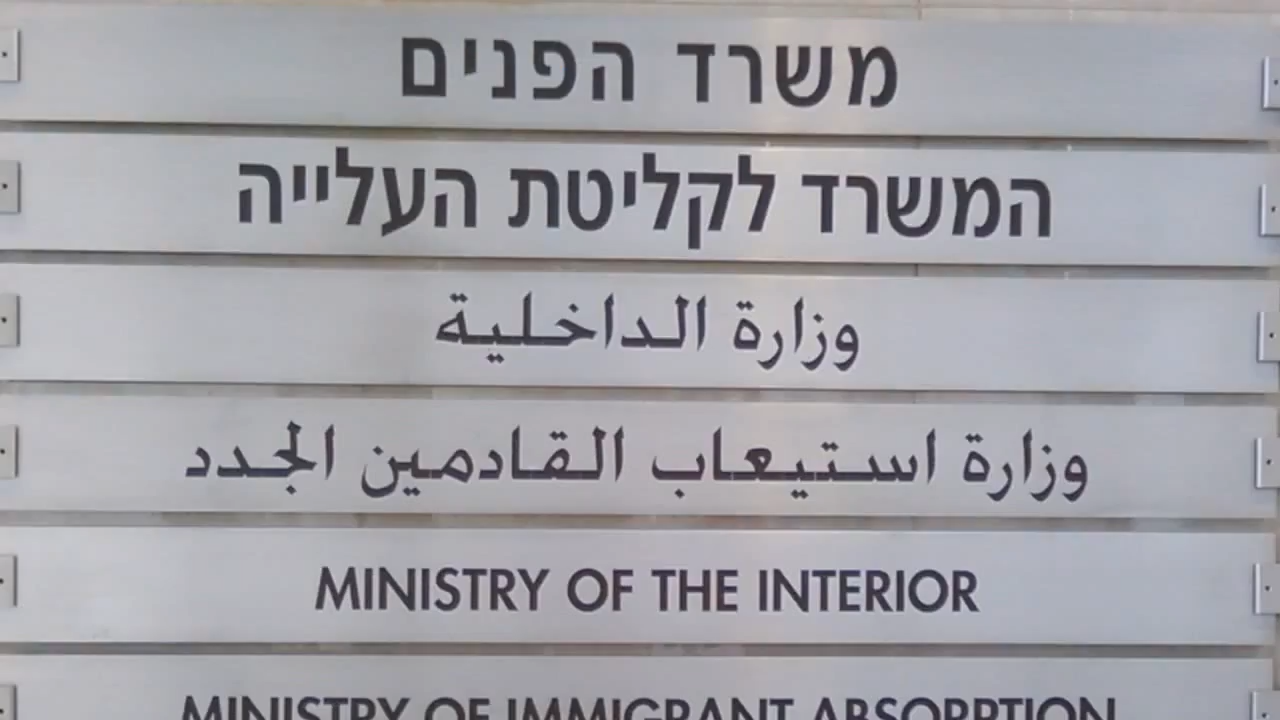 משרד הפנים
המשרד לקליטת העלייה
وزارة الداخلية
وزارة استيعاب القادمين الجدد
MINISTRY OF THE INTERIOR
MINISTRY OF IMMIGRANT ABSORPTION